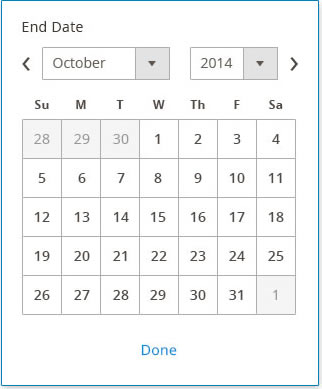 End Date
October 2014
Su M T W Th F Sa
28 29 30 1 2 3 4
5 6 7 8 9 10 11
12 13 14 15 16 17 18
19 20 21 22 23 24 25
26 27 28 29 30 31 1
Done